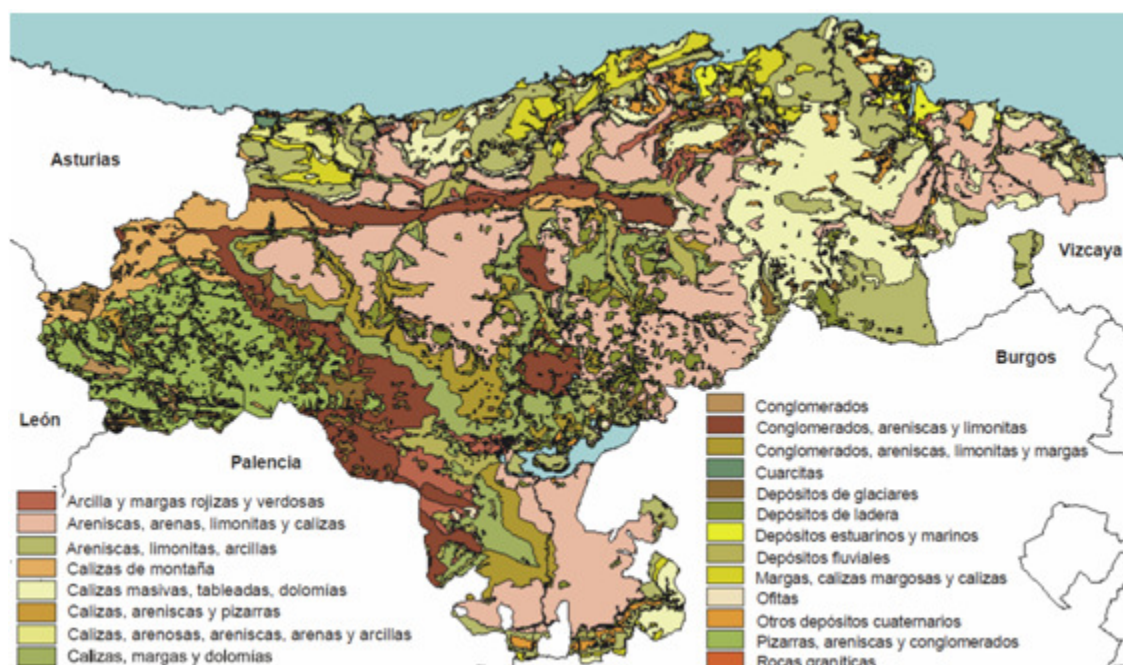 Asturias
Vizcaya
Burgos
León
Palencia
Arcilla y margas rojizas y verdosas
Areniscas, arenas, limonitas y calizas
Areniscas, limonitas, arcillas
Calizas de montaña
Calizas masivas, tableadas, dolomías
Calizas, areniscas y pizarras
Calizas, arenosas, areniscas, arenas y arcillas
Calizas, margas y dolomías
Conglomerados
Conglomerados, areniscas y limonitas
Conglomerados, areniscas, limonitas y margas
Cuarcitas
Depósitos de glaciares
Depósitos de ladera
Depósitos estuarinos y marinos
Depósitos fluviales
Margas, calizas margosas y calizas
Ofitas
Otros depósitos cuaternarios
Pizarras, areniscas y conglomerados
Rocas graníticas